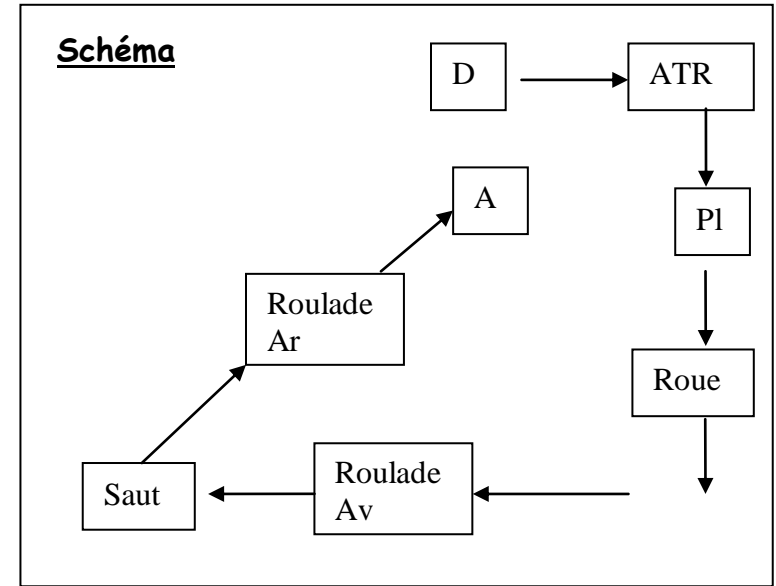 Schéma
D
ATR
Pl
Roue
Roulade
Av
Saut
Roulade
Ar
A